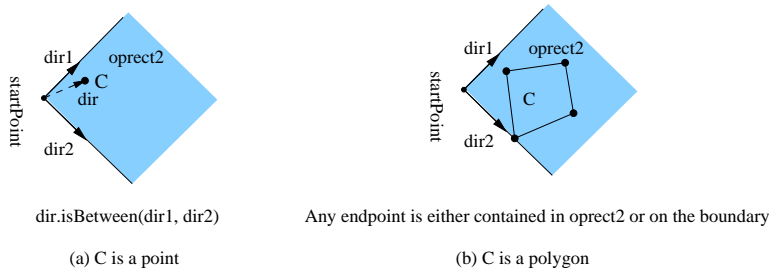 dir1
oprect2
C
dir
startPoint
dir2
dir.isBetween(dir1, dir2)
(a) C is a point
dir1
oprect2
C
startPoint
dir2
Any endpoint is either contained in oprect2 or on the boundary
(b) C is a polygon